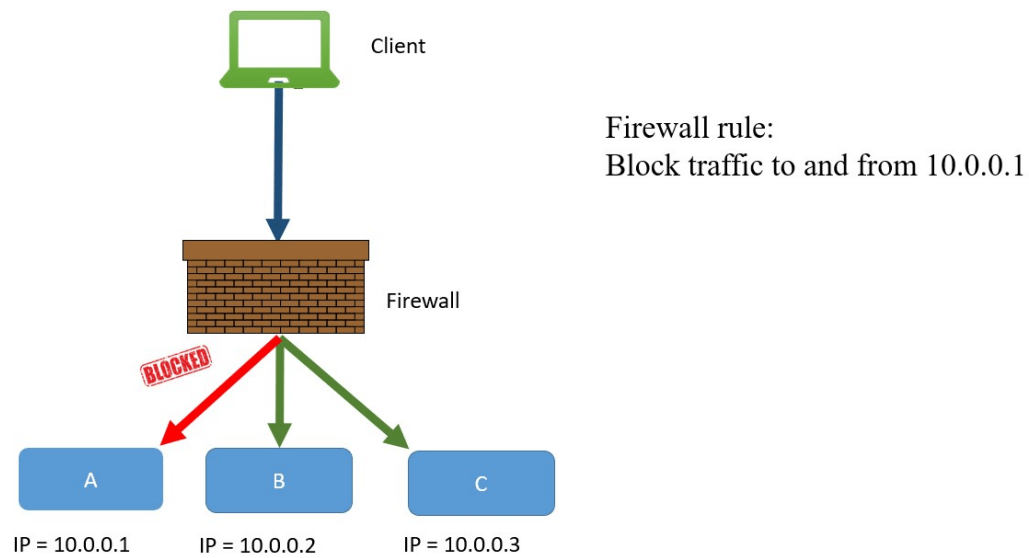 Client
Firewall rule:
Block traffic to and from 10.0.0.1
Firewall
BLOCKED
A
B
C
IP = 10.0.0.1
IP = 10.0.0.2
IP = 10.0.0.3